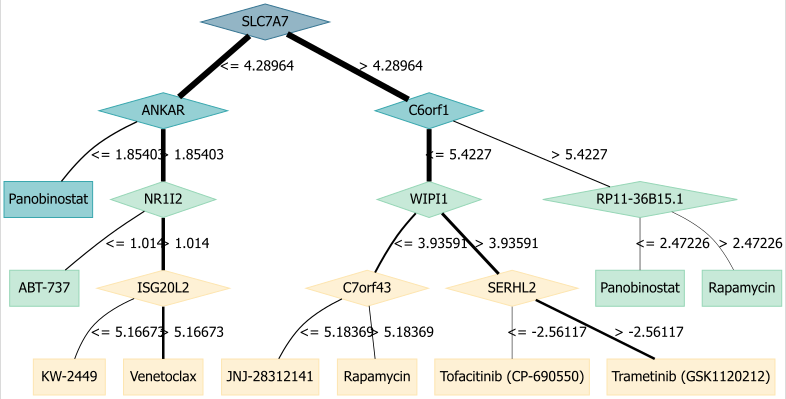 SLC7A7
<= 4.28964
> 4.28964
ANKAR
C6orf1
<= 1.85403
> 1.85403
<= 5.4227
> 5.4227
Panobinostat
NR1I2
WIPI1
RP11-36B15.1
<= 1.014
> 1.014
<= 3.93591
> 3.93591
<= 2.47226
> 2.47226
ABT-737
ISG20L2
C7orf43
SERHL2
Panobinostat
Rapamycin
<= 5.16673
> 5.16673
<= 5.18369
> 5.18369
<= -2.56117
> -2.56117
KW-2449
Venetoclax
JNJ-28312141
Rapamycin
Tofacitinib (CP-690550)
Trametinib (GSK1120212)